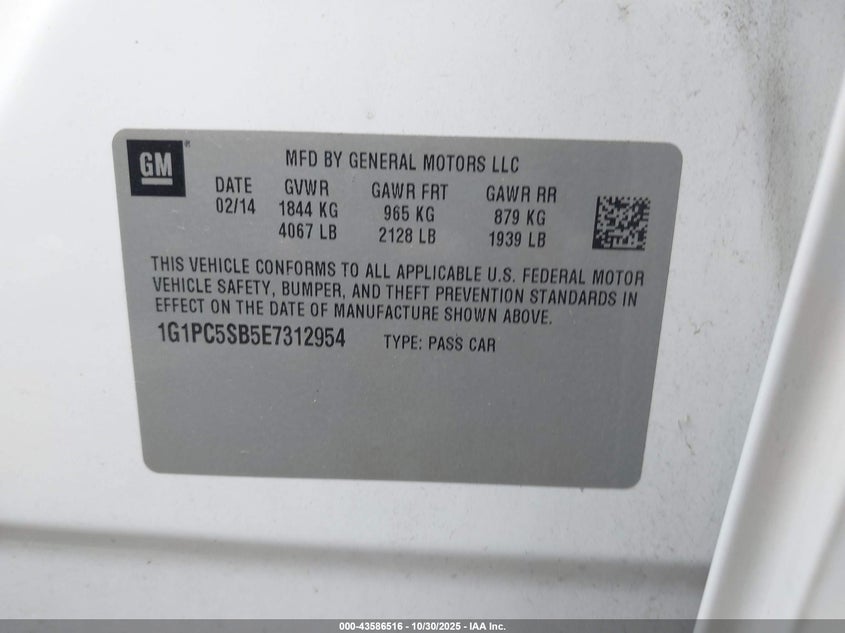 GM
MFD BY GENERAL MOTORS LLC
DATE GVWR GAWR FRT GAWR RR
02/14 1844 KG 965 KG 879 KG
4067 LB 2128 LB 1939 LB
THIS VEHICLE CONFORMS TO ALL APPLICABLE U.S. FEDERAL MOTOR
VEHICLE SAFETY, BUMPER, AND THEFT PREVENTION STANDARDS IN
EFFECT ON THE DATE OF MANUFACTURE SHOWN ABOVE.
1G1PC5SB5E7312954 TYPE: PASS CAR
000-43586516 - 10/30/2025 - IAA Inc.